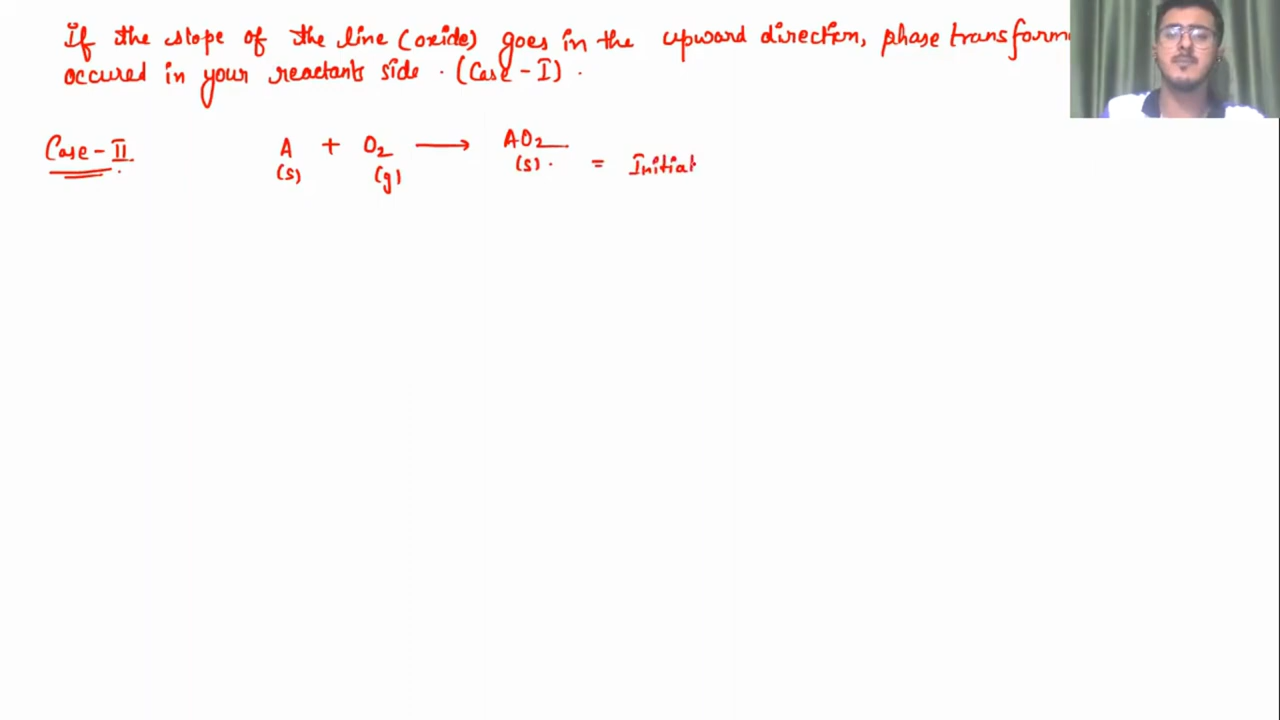 If the slope of the line (oxide) goes in the upward direction, phase transform
occured in your reactants side . (Case - I) .
Case - II A + O2 → AO2
(s) (g) (s) . = Initial